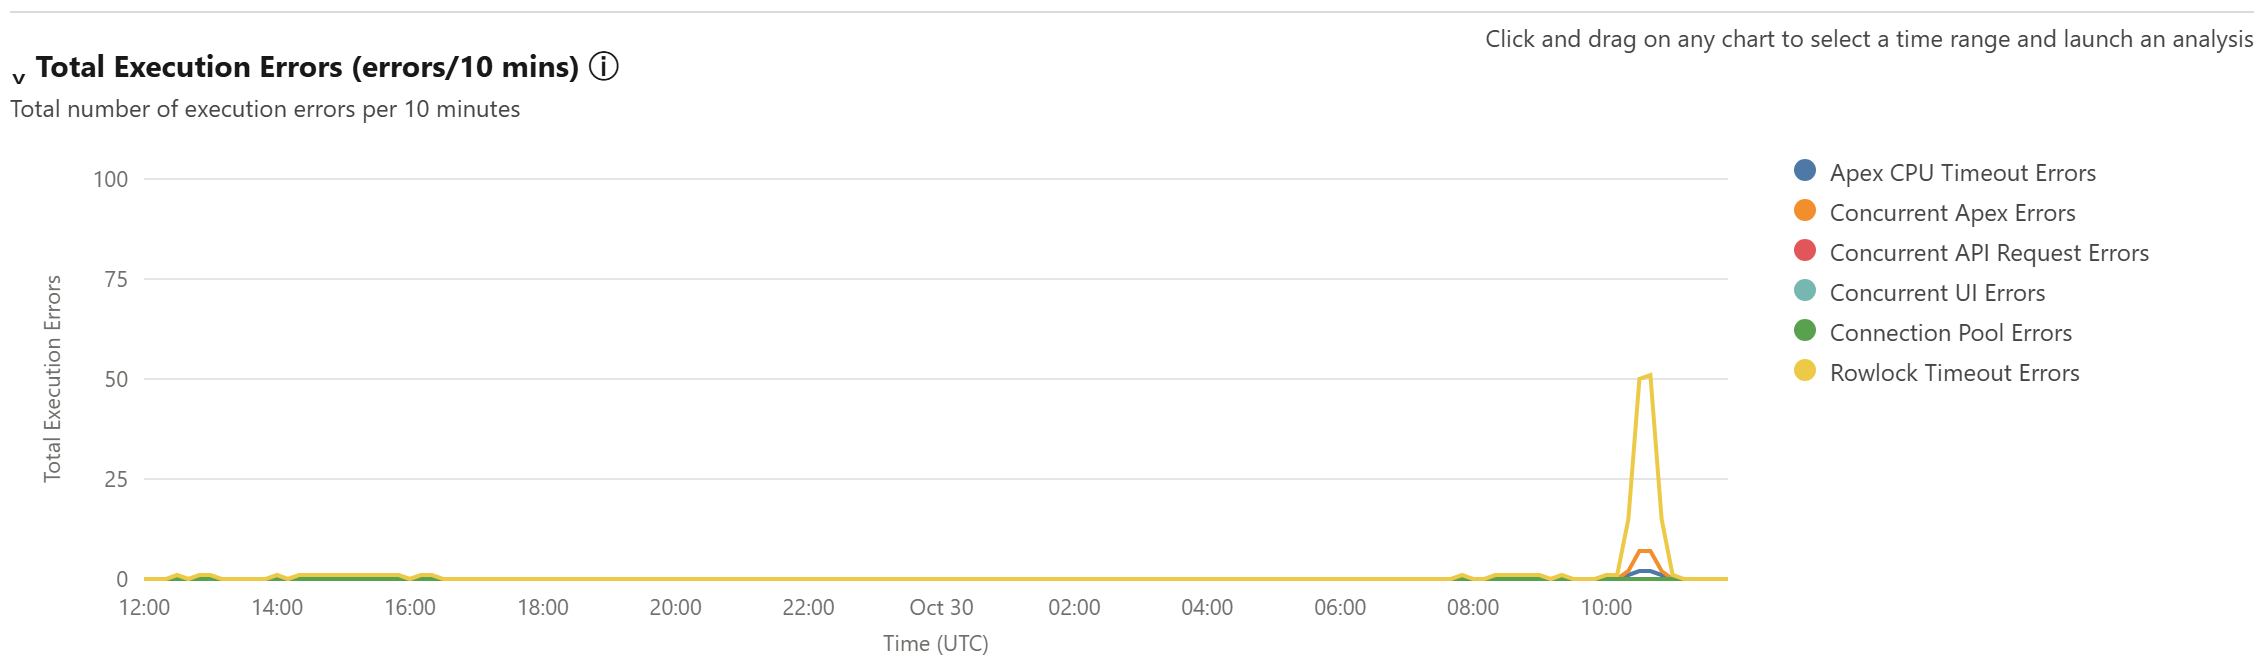 Click and drag on any chart to select a time range and launch an analysis
Total Execution Errors (errors/10 mins) ⓘ
Total number of execution errors per 10 minutes
100
75
50
25
0
Total Execution Errors
12:00 14:00 16:00 18:00 20:00 22:00 Oct 30 02:00 04:00 06:00 08:00 10:00
Time (UTC)
Apex CPU Timeout Errors
Concurrent Apex Errors
Concurrent API Request Errors
Concurrent UI Errors
Connection Pool Errors
Rowlock Timeout Errors